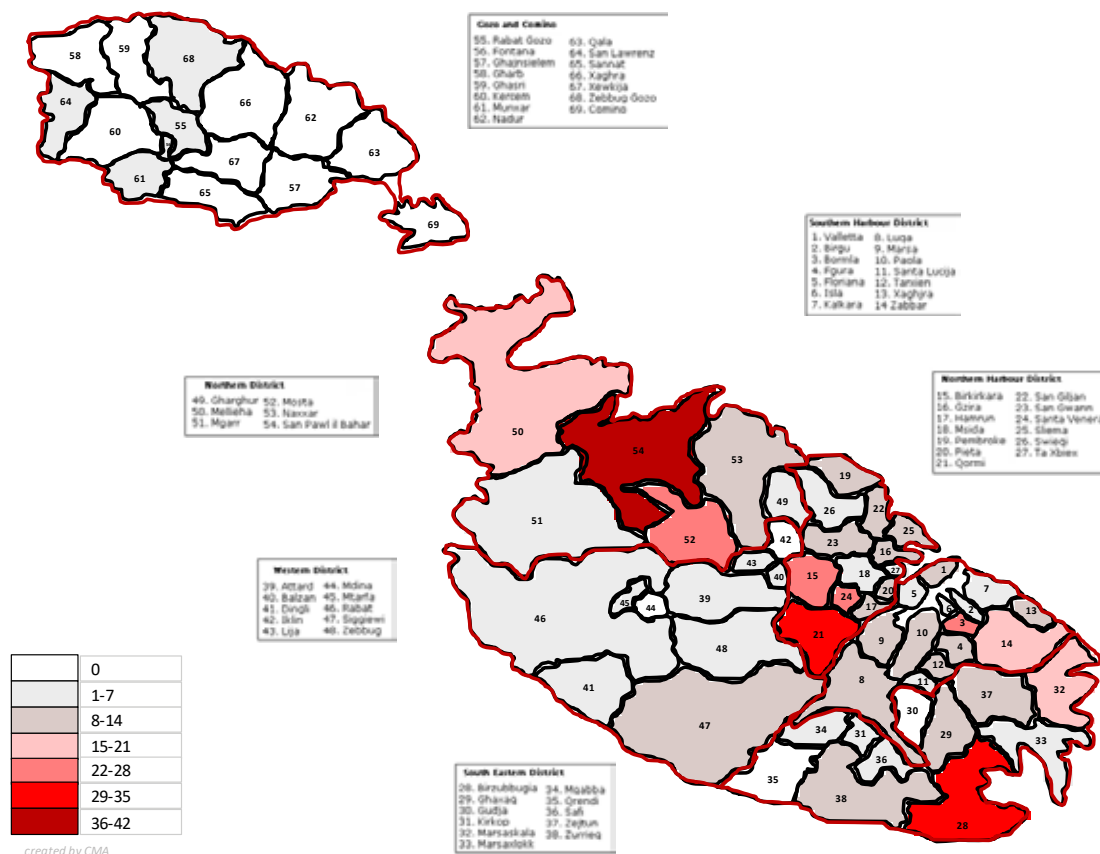 Gozo and Comino
55. Rabat Gozo 63. Qala
56. Fontana 64. San Lawrenz
57. Ghajnsielem 65. Sannat
58. Gharb 66. Xaghra
59. Ghasri 67. Xewkija
60. Kercem 68. Zebbug Gozo
61. Munxar 69. Comino
62. Nadur
59
58
68
64
66
55
62
60
67
63
61
57
65
69
Southern Harbour District
1. Valletta 8. Luqa
2. Birgu 9. Marsa
3. Bormla 10. Paola
4. Fgura 11. Santa Lucija
5. Floriana 12. Tarxien
6. Isla 13. Xaghjra
7. Kalkara 14 Zabbar
Northern District
49. Gharghur 52. Mosta
50. Mellieha 53. Naxxar
51. Mgarr 54. San Pawl il Bahar
Northern Harbour District
15. Birkirkara 22. San Giljan
16. Gzira 23. San Gwann
17. Hamrun 24. Santa Venera
18. Msida 25. Sliema
19. Pembroke 26. Swieqi
20. Pieta 27. Ta Xbiex
21. Qormi
50
54
53
19
49
26
22
51
25
52
42
23
16
43
40
15
18
27
1
20
24
5
7
39
45
44
17
6
2
13
3
46
21
9
10
4
14
48
12
8
11
41
37
32
30
47
34
31
29
33
36
35
38
28
Western District
39. Attard 44. Mdina
40. Balzan 45. Mtarfa
41. Dingli 46. Rabat
42. Iklin 47. Siggiewi
43. Lija 48. Zebbug
0
1-7
8-14
15-21
22-28
29-35
36-42
South Eastern District
28. Birzubbugia 34. Mqabba
29. Ghaxaq 35. Qrendi
30. Gudja 36. Safi
31. Kirkop 37. Zejtun
32. Marsaskala 38. Zurrieq
33. Marsaxlokk
created by CMA